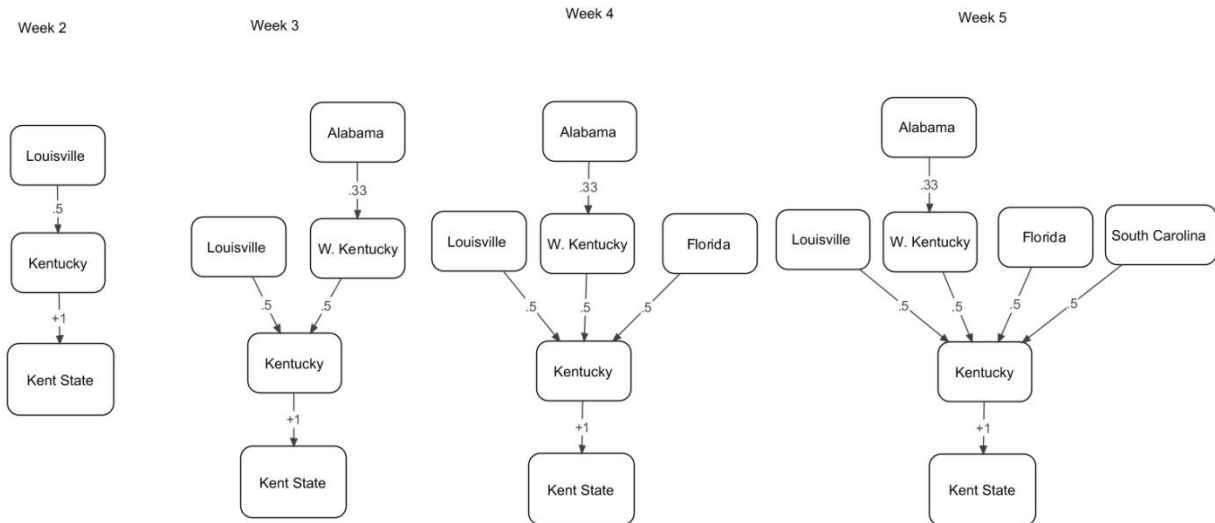 Week 2
Louisville
.5
Kentucky
+1
Kent State
Week 3
Alabama
.33
Louisville
W. Kentucky
.5
.5
Kentucky
+1
Kent State
Week 4
Alabama
.33
Louisville
W. Kentucky
Florida
.5
.5
.5
Kentucky
+1
Kent State
Week 5
Alabama
.33
Louisville
W. Kentucky
Florida
South Carolina
.5
.5
.5
.5
Kentucky
+1
Kent State